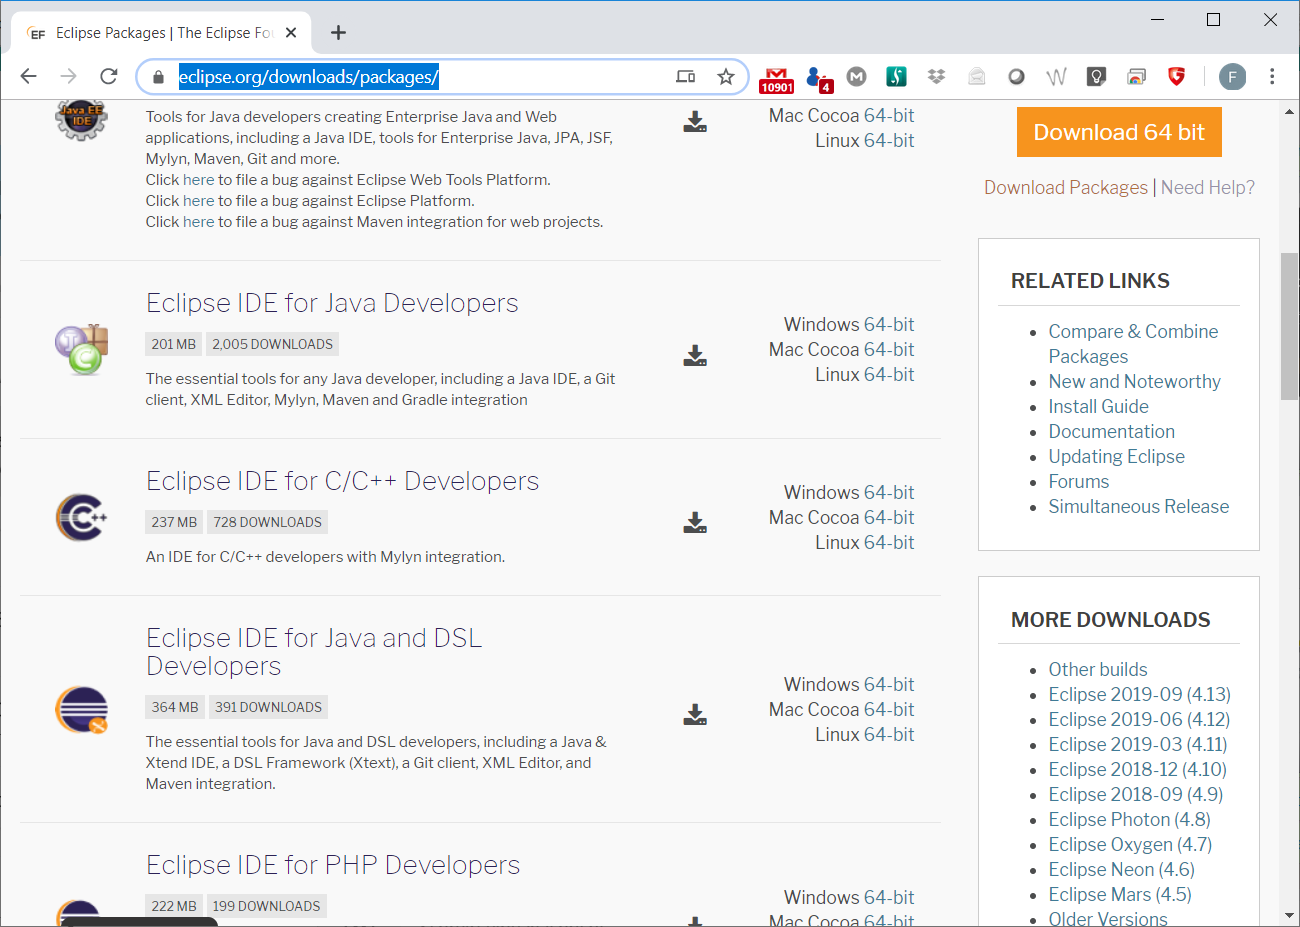 EF Eclipse Packages | The Eclipse Fou
eclipse.org/downloads/packages/
10901
4
F
Java EE
IDE
Tools for Java developers creating Enterprise Java and Web
applications, including a Java IDE, tools for Enterprise Java, JPA, JSF,
Mylyn, Maven, Git and more.
Click here to file a bug against Eclipse Web Tools Platform.
Click here to file a bug against Eclipse Platform.
Click here to file a bug against Maven integration for web projects.
Mac Cocoa 64-bit
Linux 64-bit
Eclipse IDE for Java Developers
201 MB 2,005 DOWNLOADS
The essential tools for any Java developer, including a Java IDE, a Git
client, XML Editor, Mylyn, Maven and Gradle integration
Windows 64-bit
Mac Cocoa 64-bit
Linux 64-bit
Eclipse IDE for C/C++ Developers
237 MB 728 DOWNLOADS
An IDE for C/C++ developers with Mylyn integration.
Windows 64-bit
Mac Cocoa 64-bit
Linux 64-bit
Eclipse IDE for Java and DSL
Developers
364 MB 391 DOWNLOADS
The essential tools for Java and DSL developers, including a Java &
Xtend IDE, a DSL Framework (Xtext), a Git client, XML Editor, and
Maven integration.
Windows 64-bit
Mac Cocoa 64-bit
Linux 64-bit
Eclipse IDE for PHP Developers
222 MB 199 DOWNLOADS
Windows 64-bit
Mac Cocoa 64-bit
Download 64 bit
Download Packages | Need Help?
RELATED LINKS
Compare & Combine
Packages
New and Noteworthy
Install Guide
Documentation
Updating Eclipse
Forums
Simultaneous Release
MORE DOWNLOADS
Other builds
Eclipse 2019-09 (4.13)
Eclipse 2019-06 (4.12)
Eclipse 2019-03 (4.11)
Eclipse 2018-12 (4.10)
Eclipse 2018-09 (4.9)
Eclipse Photon (4.8)
Eclipse Oxygen (4.7)
Eclipse Neon (4.6)
Eclipse Mars (4.5)
Older Versions